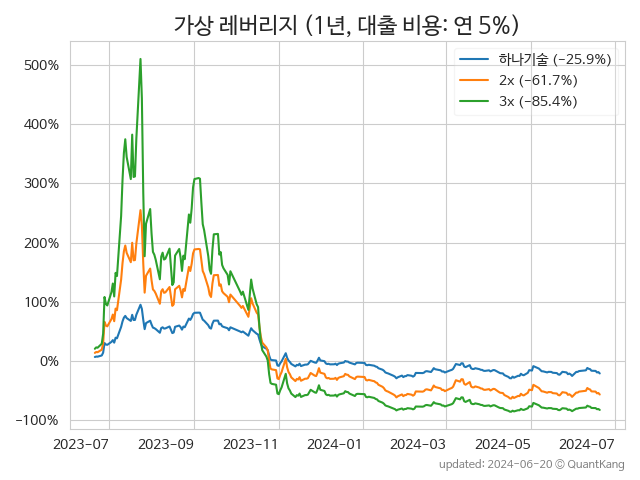 가상 레버리지 (1년, 대출 비용: 연 5%)
하나기술 (-25.9%)
2x (-61.7%)
3x (-85.4%)
500%
400%
300%
200%
100%
0%
-100%
2023-07 2023-09 2023-11 2024-01 2024-03 2024-05 2024-07
updated: 2024-06-20 © QuantKang